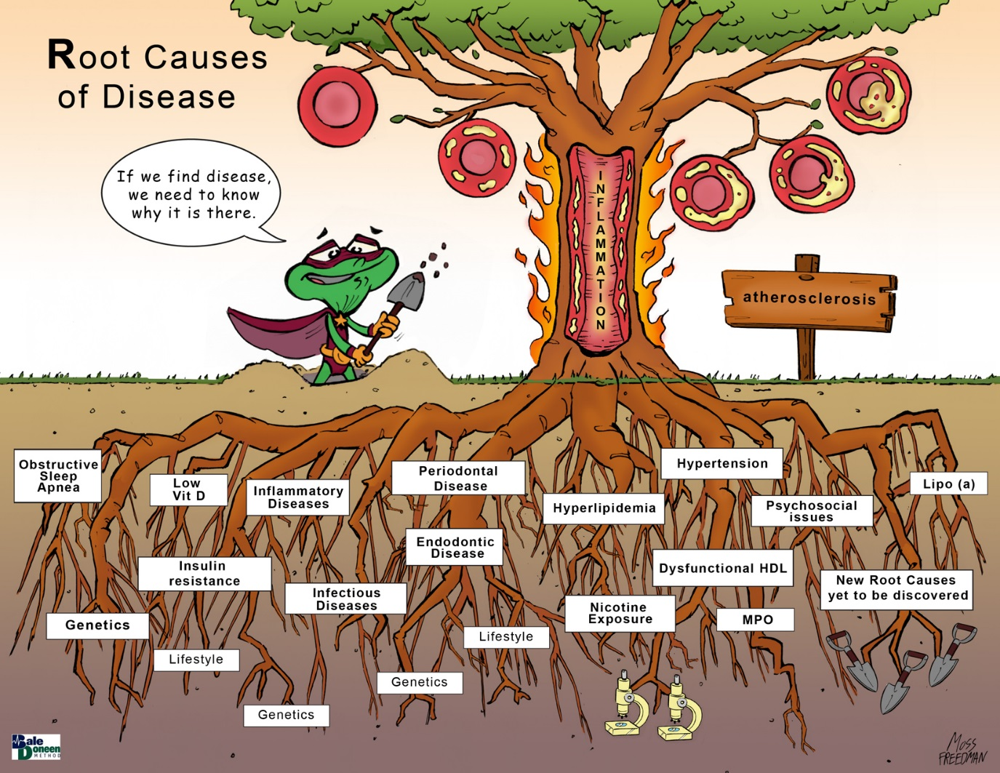 Root Causes
of Disease
If we find disease,
we need to know
why it is there.
INFLAMMATION
atherosclerosis
Obstructive
Sleep
Apnea
Low
Vit D
Inflammatory
Diseases
Periodontal
Disease
Hypertension
Lipo (a)
Hyperlipidemia
Psychosocial
issues
Endodontic
Disease
Insulin
resistance
Dysfunctional HDL
Infectious
Diseases
New Root Causes
yet to be discovered
Nicotine
Exposure
MPO
Genetics
Lifestyle
Lifestyle
Genetics
Genetics
Bale
Doneen
METHOD
Moss
FREEDMAN